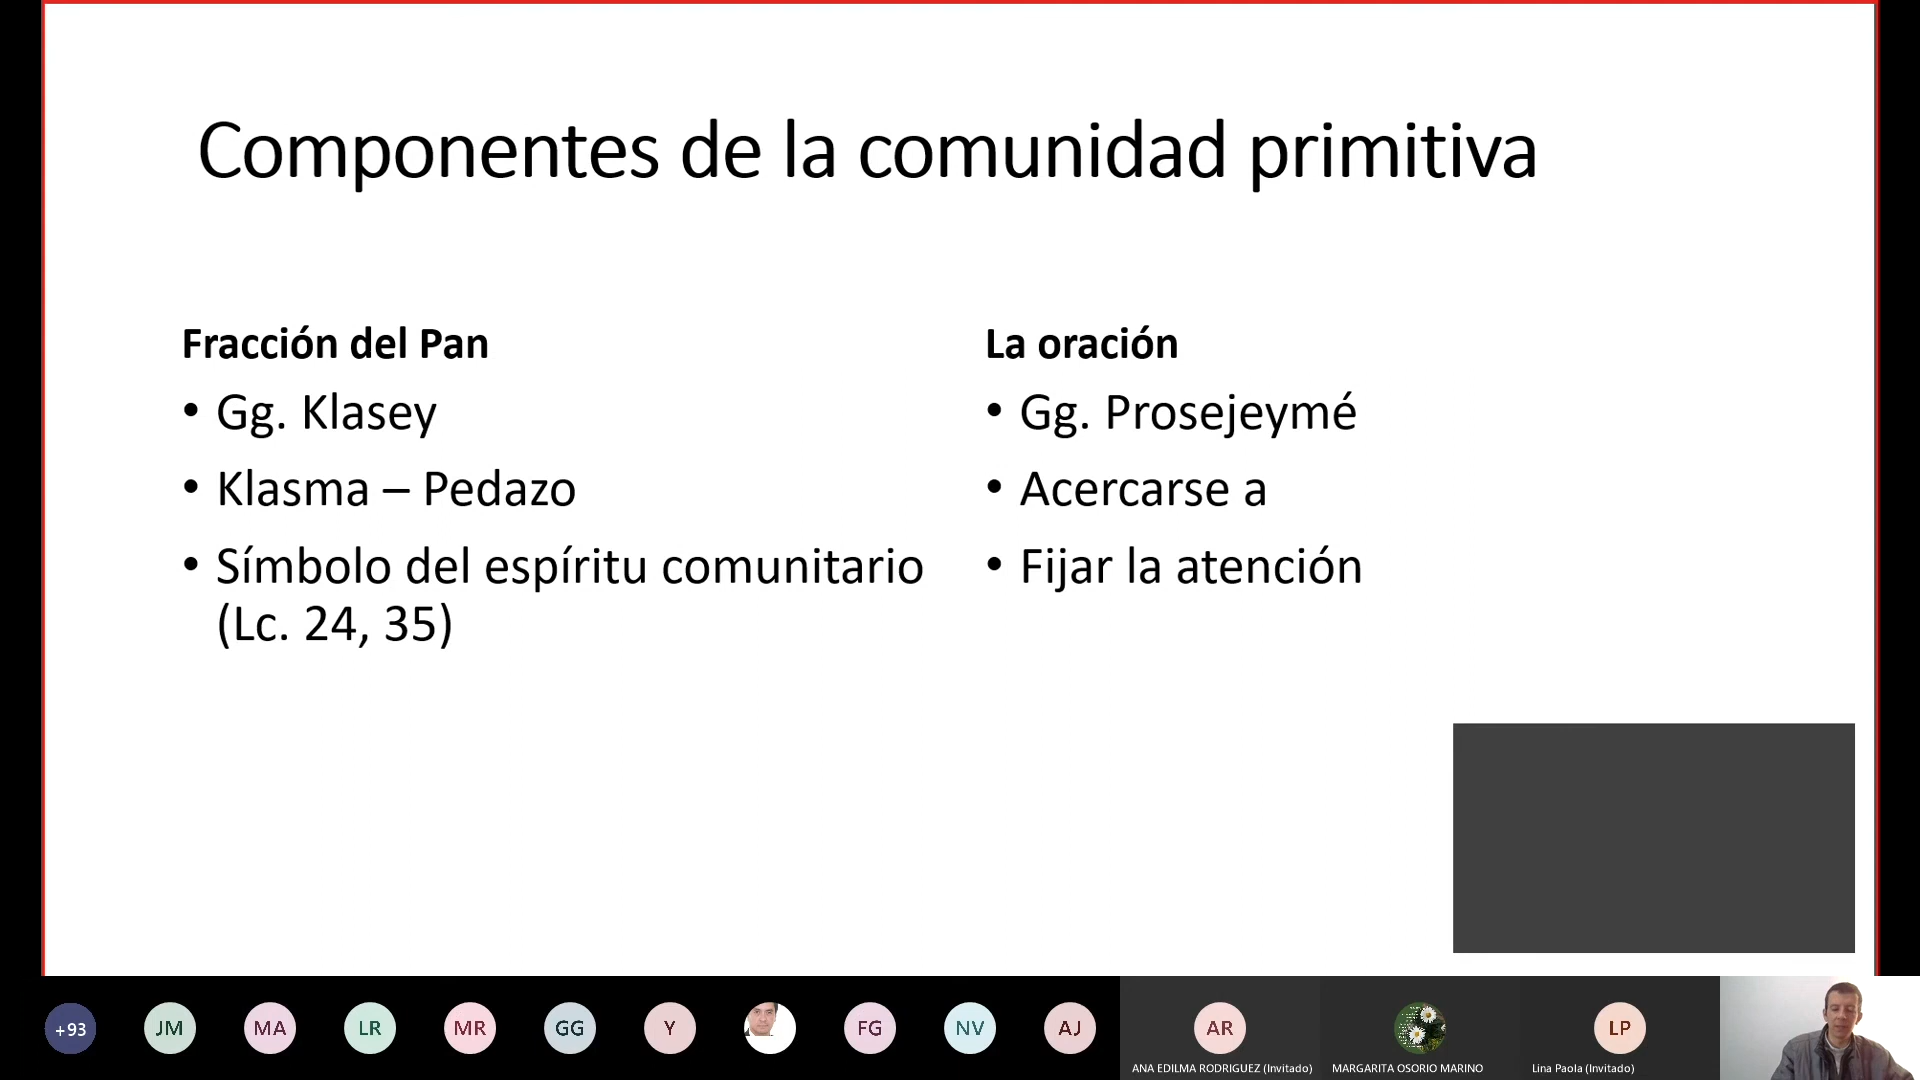 Componentes de la comunidad primitiva
Fracción del Pan
• Gg. Klasey
• Klasma – Pedazo
• Símbolo del espíritu comunitario
(Lc. 24, 35)
La oración
• Gg. Prosejeymé
• Acercarse a
• Fijar la atención
+93
JM
MA
LR
MR
GG
Y
FG
NV
AJ
AR
LP
ANA EDILMA RODRIGUEZ (Invitado)
MARGARITA OSORIO MARINO
Lina Paola (Invitado)